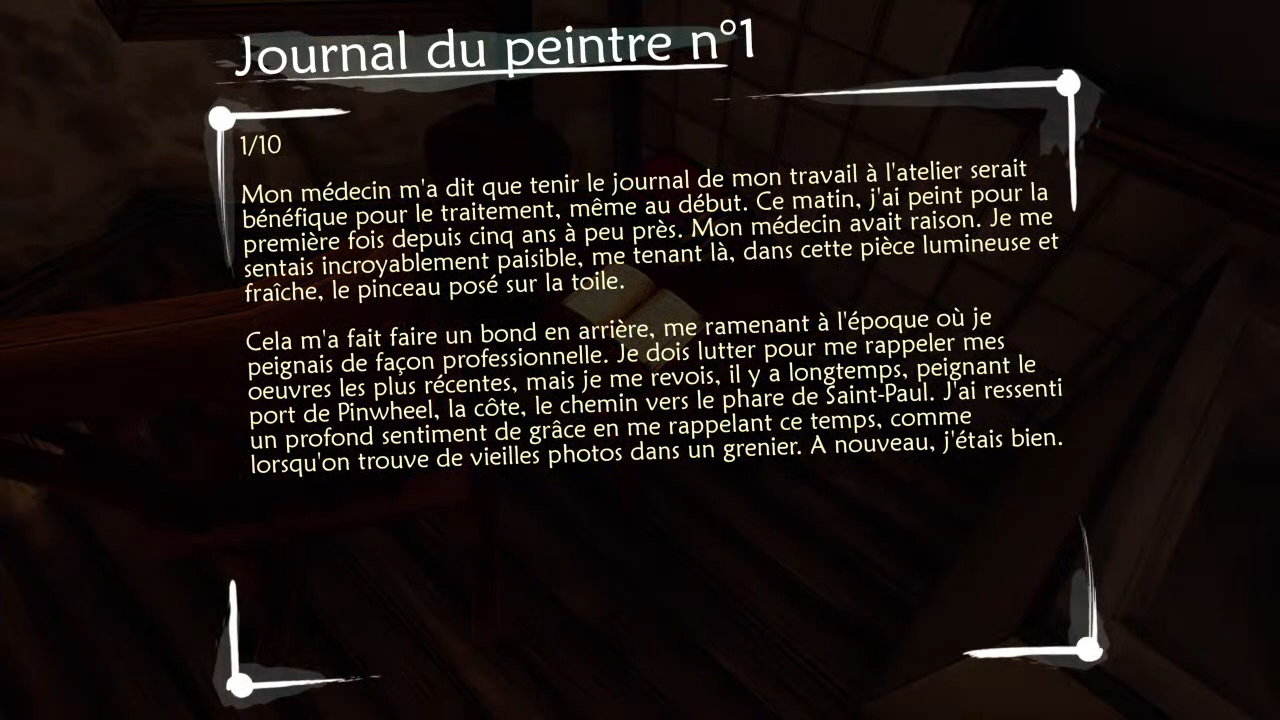 Journal du peintre n°1
1/10
Mon médecin m'a dit que tenir le journal de mon travail à l'atelier serait
bénéfique pour le traitement, même au début. Ce matin, j'ai peint pour la
première fois depuis cinq ans à peu près. Mon médecin avait raison. Je me
sentais incroyablement paisible, me tenant là, dans cette pièce lumineuse et
fraîche, le pinceau posé sur la toile.
Cela m'a fait faire un bond en arrière, me ramenant à l'époque où je
peignais de façon professionnelle. Je dois lutter pour me rappeler mes
oeuvres les plus récentes, mais je me revois, il y a longtemps, peignant le
port de Pinwheel, la côte, le chemin vers le phare de Saint-Paul. J'ai ressenti
un profond sentiment de grâce en me rappelant ce temps, comme
lorsqu'on trouve de vieilles photos dans un grenier. A nouveau, j'étais bien.